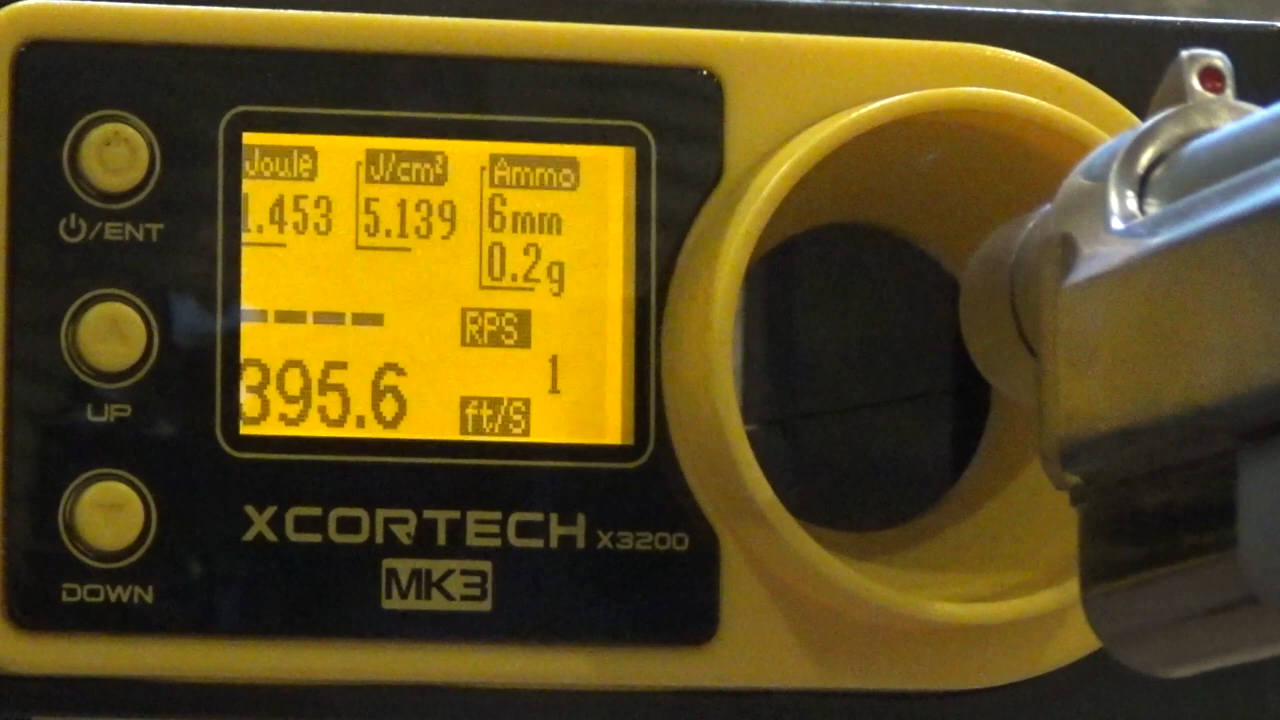 Joule J/cm² Ammo
1.453 5.139 6mm
0.2g
RPS
1
395.6 ft/S
/ENT
UP
DOWN
XCORTECH X3200
MK3